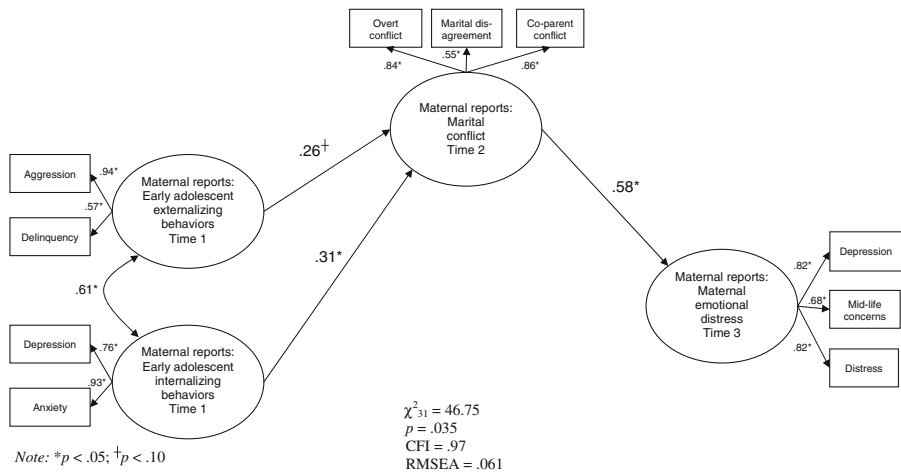 Overt
conflict
Marital dis-
agreement
Co-parent
conflict
.84*
.55*
.86*
Maternal reports:
Marital
conflict
Time 2
.26†
Aggression
.94*
Delinquency
.57*
Maternal reports:
Early adolescent
externalizing
behaviors
Time 1
.58*
.31*
.61*
Maternal reports:
Maternal
emotional
distress
Time 3
.82*
Depression
.68*
Mid-life
concerns
.82*
Distress
Depression
.76*
Anxiety
.93*
Maternal reports:
Early adolescent
internalizing
behaviors
Time 1
χ²₃₁ = 46.75
p = .035
CFI = .97
RMSEA = .061
Note: *p < .05; †p < .10